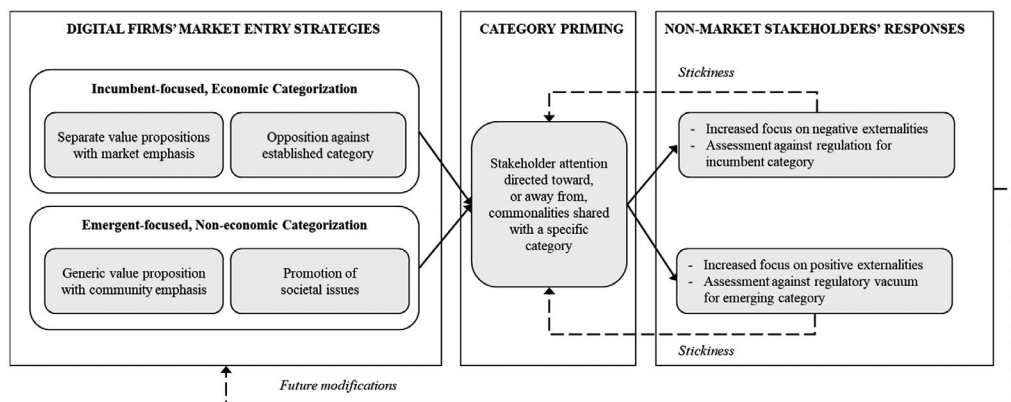 DIGITAL FIRMS' MARKET ENTRY STRATEGIES
Incumbent-focused, Economic Categorization
Separate value propositions
with market emphasis
Opposition against
established category
Emergent-focused, Non-economic Categorization
Generic value proposition
with community emphasis
Promotion of
societal issues
CATEGORY PRIMING
Stakeholder attention
directed toward,
or away from,
commonalities shared
with a specific
category
NON-MARKET STAKEHOLDERS' RESPONSES
Stickiness
- Increased focus on negative externalities
- Assessment against regulation for
incumbent category
- Increased focus on positive externalities
- Assessment against regulatory vacuum
for emerging category
Stickiness
Future modifications